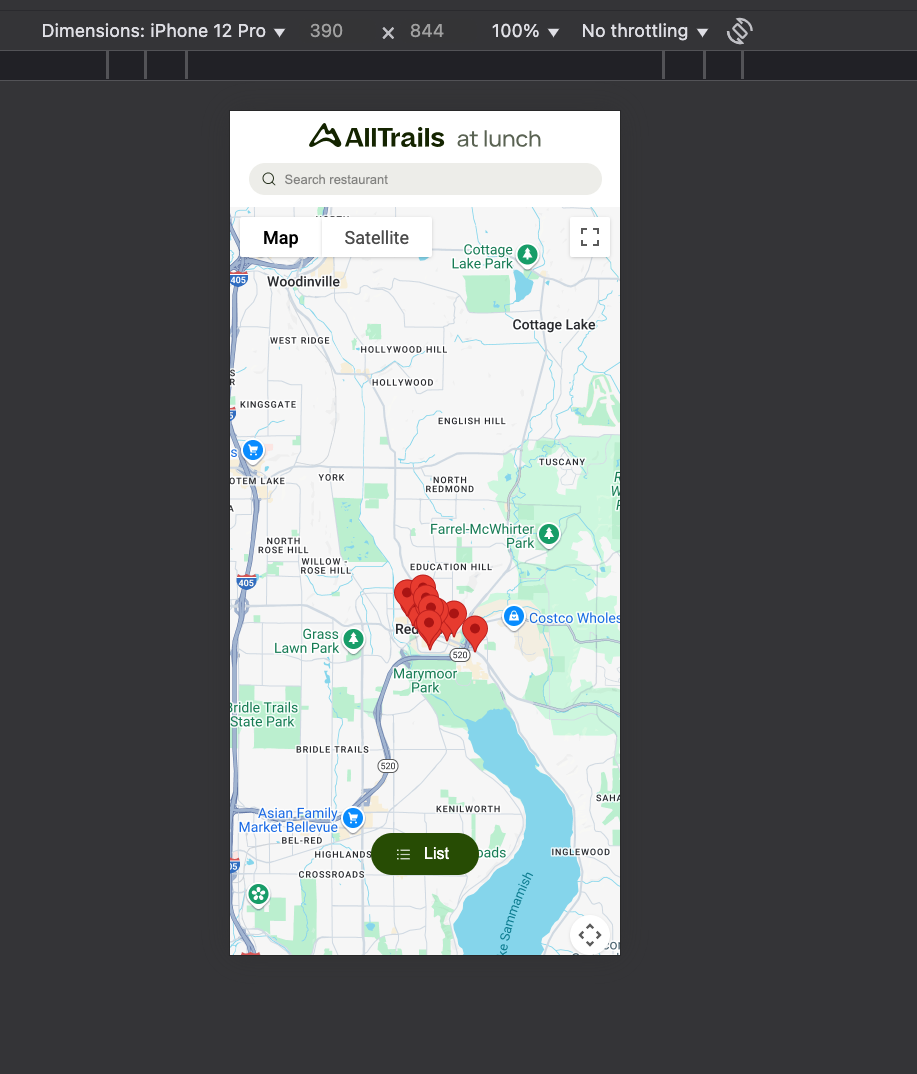 Dimensions: iPhone 12 Pro ▼ 390 × 844 100% ▼ No throttling ▼
AllTrails at lunch
Search restaurant
Map Satellite
Cottage
Lake Park
405
Woodinville
Cottage Lake
WEST RIDGE
HOLLYWOOD HILL
HOLLYWOOD
KINGSGATE
ENGLISH HILL
TUSCANY
YORK
OTEM LAKE
NORTH
REDMOND
Farrel-McWhirter
Park
NORTH
ROSE HILL
WILLOW -
ROSE HILL
EDUCATION HILL
405
Costco Wholes
Red
Grass
Lawn Park
520
Marymoor
Park
Bridle Trails
State Park
BRIDLE TRAILS
520
SAHA
KENILWORTH
Asian Family
Market Bellevue
BEL-RED
List
oads
HIGHLANDS
INGLEWOOD
CROSSROADS
ke Sammamish